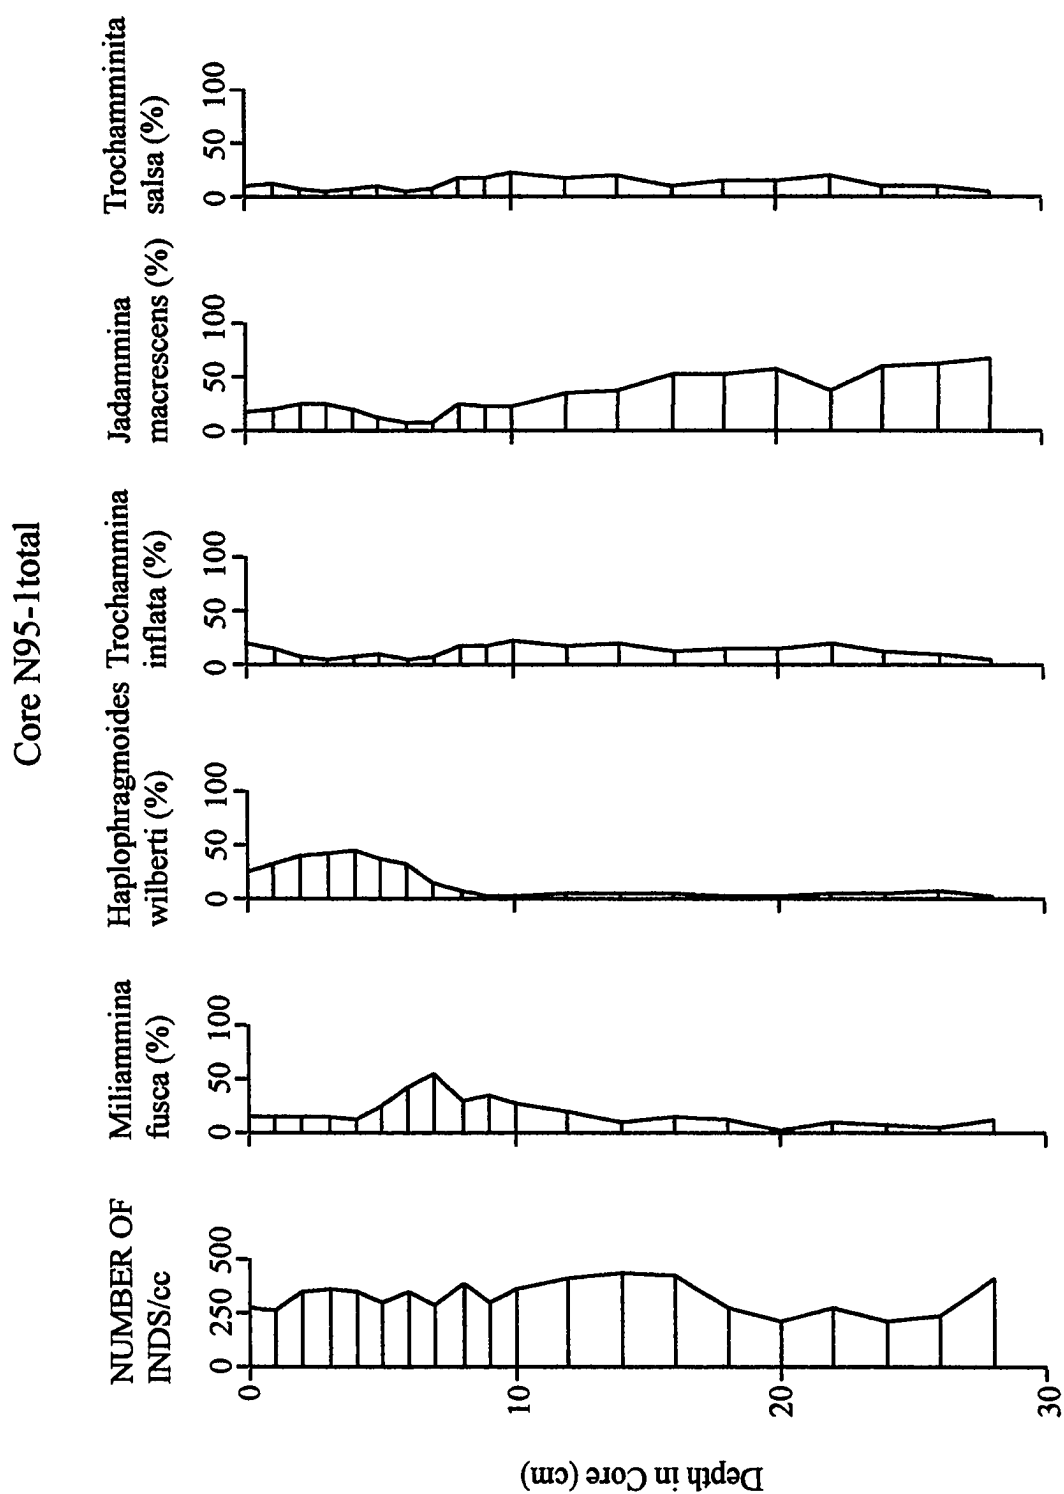 Core N95-1total
NUMBER OF
INDS/cc
0 250 500
Miliammina
fusca (%)
0 50 100
Haplophragmoides
wilberti (%)
0 50 100
Trochammina
inflata (%)
0 50 100
Jadammina
macrescens (%)
0 50 100
Trochamminita
salsa (%)
0 50 100
0
10
20
30
Depth in Core (cm)